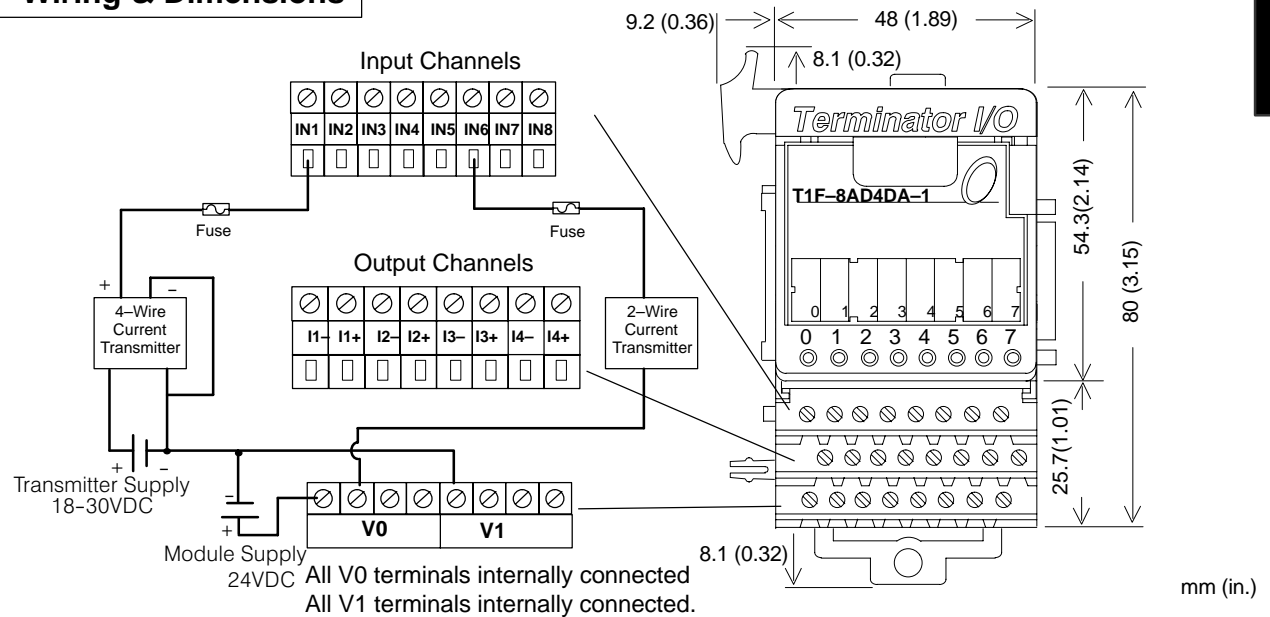 Wiring & Dimensions
9.2 (0.36)
48 (1.89)
8.1 (0.32)
Input Channels
IN1 IN2 IN3 IN4 IN5 IN6 IN7 IN8
Fuse
Fuse
Output Channels
I1– I1+ I2– I2+ I3– I3+ I4– I4+
+ –
4–Wire
Current
Transmitter
2–Wire
Current
Transmitter
+ –
Transmitter Supply
18–30VDC
–
+
Module Supply
24VDC
V0 V1
All V0 terminals internally connected
All V1 terminals internally connected.
Terminator I/O
T1F–8AD4DA–1
0 1 2 3 4 5 6 7
0 1 2 3 4 5 6 7
54.3(2.14)
80 (3.15)
25.7(1.01)
8.1 (0.32)
mm (in.)